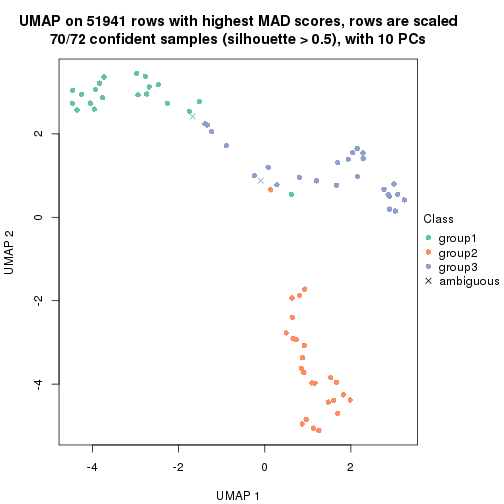 UMAP on 51941 rows with highest MAD scores, rows are scaled
70/72 confident samples (silhouette > 0.5), with 10 PCs
2
0
-2
-4
UMAP 2
-4
-2
0
2
UMAP 1
Class
group1
group2
group3
ambiguous